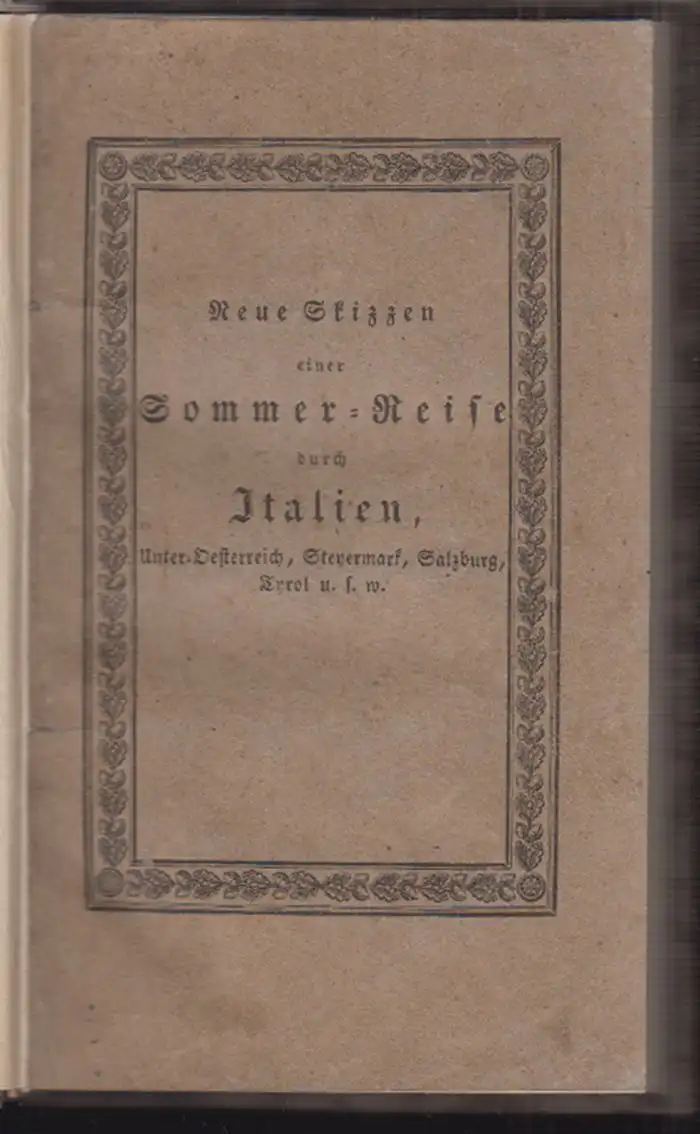 Neue Skizzen
einer
Sommer-Reise
durch
Italien,
Unter-Oesterreich, Steyermark, Salzburg,
Tyrol u. s. w.